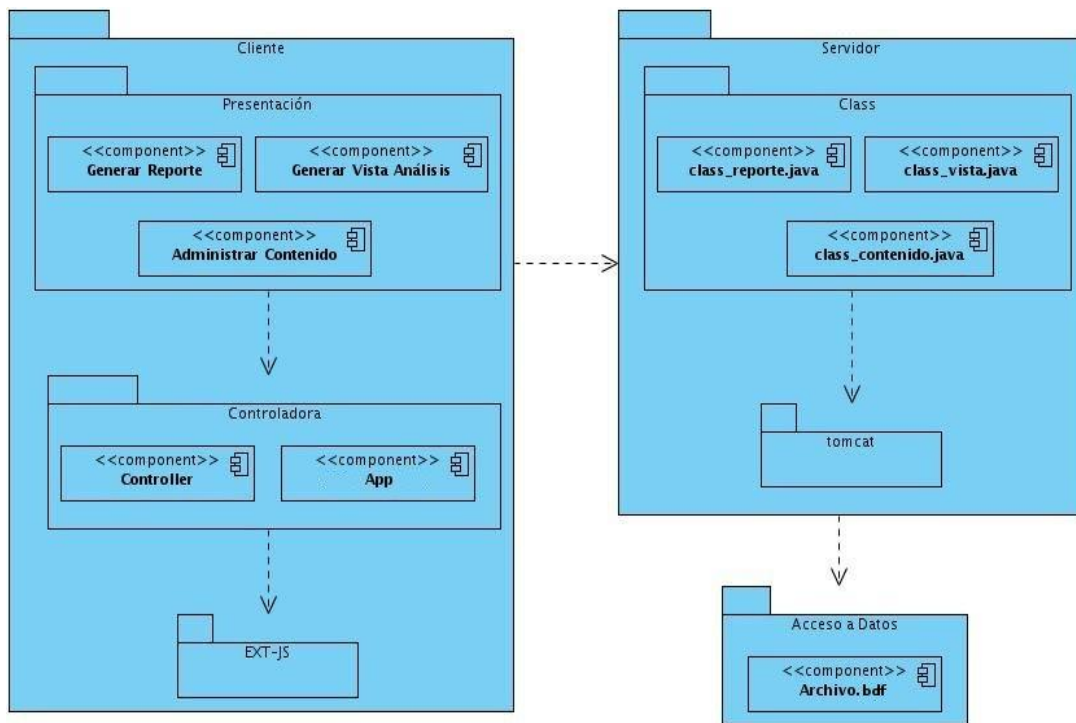 Cliente
Presentación
<<component>>
Generar Reporte
<<component>>
Generar Vista Análisis
<<component>>
Administrar Contenido
Controladora
<<component>>
Controller
<<component>>
App
EXT-JS
Servidor
Class
<<component>>
class_reporte.java
<<component>>
class_vista.java
<<component>>
class_contenido.java
tomcat
Acceso a Datos
<<component>>
Archivo.bdf